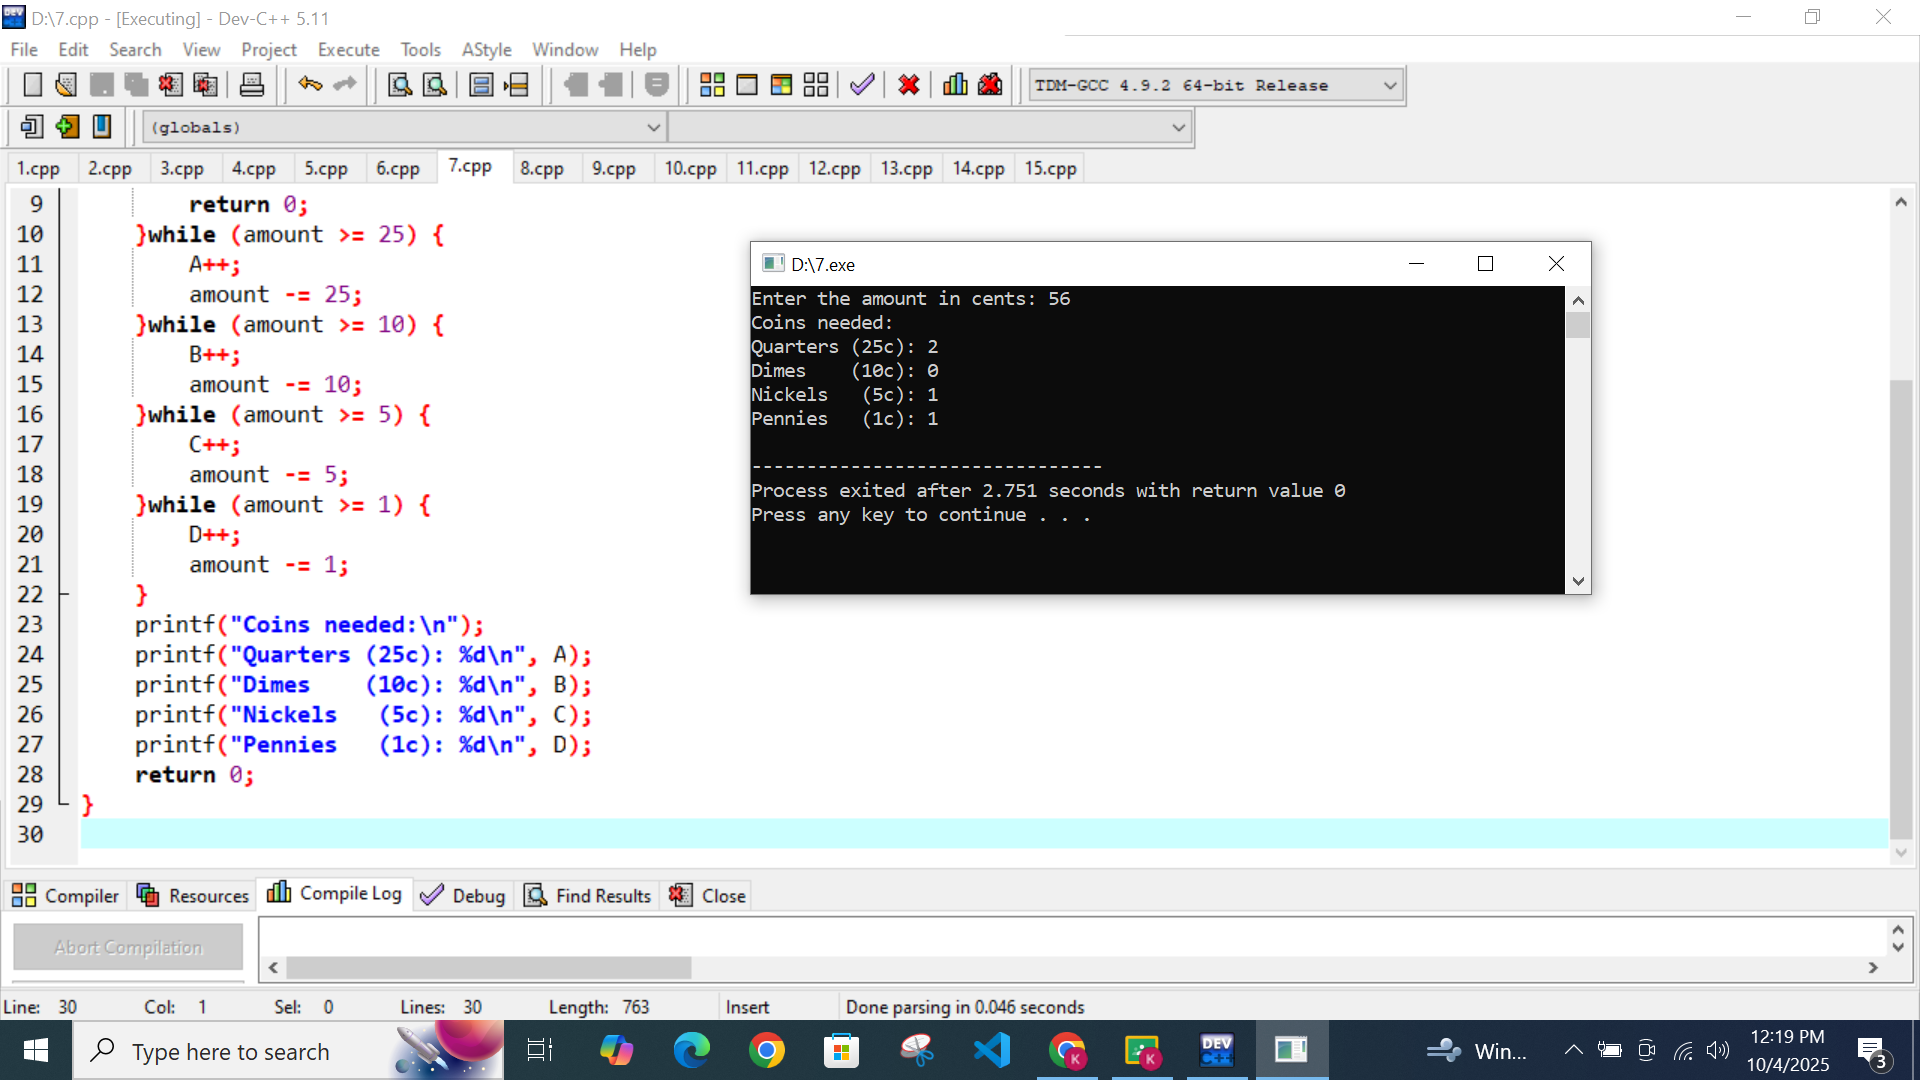 D:\7.cpp - [Executing] - Dev-C++ 5.11
File Edit Search View Project Execute Tools AStyle Window Help
TDM-GCC 4.9.2 64-bit Release
(globals)
1.cpp 2.cpp 3.cpp 4.cpp 5.cpp 6.cpp 7.cpp 8.cpp 9.cpp 10.cpp 11.cpp 12.cpp 13.cpp 14.cpp 15.cpp
9 return 0;
10 }while (amount >= 25) {
11 A++;
12 amount -= 25;
13 }while (amount >= 10) {
14 B++;
15 amount -= 10;
16 }while (amount >= 5) {
17 C++;
18 amount -= 5;
19 }while (amount >= 1) {
20 D++;
21 amount -= 1;
22 }
23 printf("Coins needed:\n");
24 printf("Quarters (25c): %d\n", A);
25 printf("Dimes    (10c): %d\n", B);
26 printf("Nickels   (5c): %d\n", C);
27 printf("Pennies   (1c): %d\n", D);
28 return 0;
29 }
30
D:\7.exe
Enter the amount in cents: 56
Coins needed:
Quarters (25c): 2
Dimes    (10c): 0
Nickels   (5c): 1
Pennies   (1c): 1
--------------------------------
Process exited after 2.751 seconds with return value 0
Press any key to continue . . .
Compiler Resources Compile Log Debug Find Results Close
Abort Compilation
Line: 30 Col: 1 Sel: 0 Lines: 30 Length: 763 Insert Done parsing in 0.046 seconds
Type here to search
DEV C++
K
K
Win...
12:19 PM
10/4/2025
3